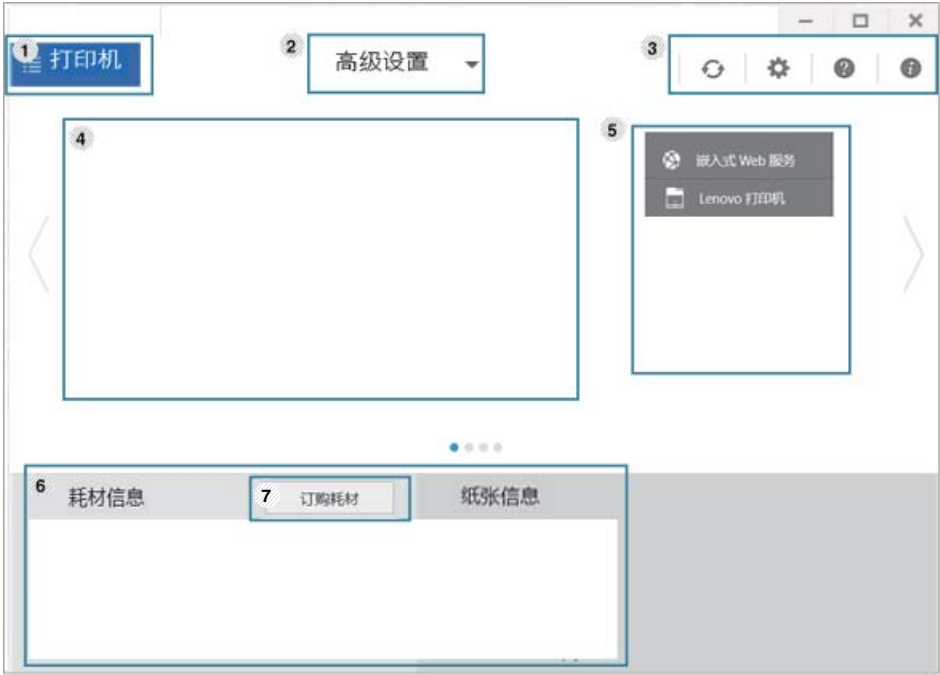 1 打印机
2 高级设置
3
4
5
嵌入式 Web 服务
Lenovo 打印机
6 耗材信息
7 订购耗材
纸张信息